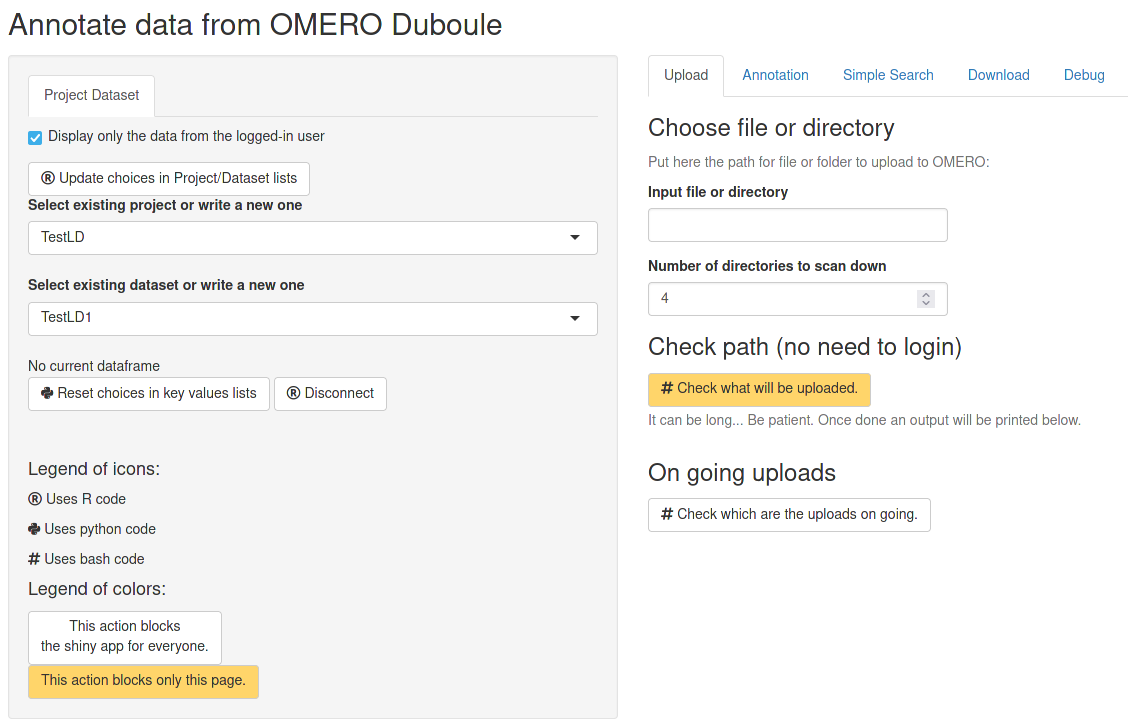 Annotate data from OMERO Duboule
Project Dataset
Display only the data from the logged-in user
® Update choices in Project/Dataset lists
Select existing project or write a new one
TestLD
Select existing dataset or write a new one
TestLD1
No current dataframe
Reset choices in key values lists
® Disconnect
Legend of icons:
® Uses R code
Uses python code
# Uses bash code
Legend of colors:
This action blocks
the shiny app for everyone.
This action blocks only this page.
Upload Annotation Simple Search Download Debug
Choose file or directory
Put here the path for file or folder to upload to OMERO:
Input file or directory
Number of directories to scan down
4
Check path (no need to login)
# Check what will be uploaded.
It can be long... Be patient. Once done an output will be printed below.
On going uploads
# Check which are the uploads on going.